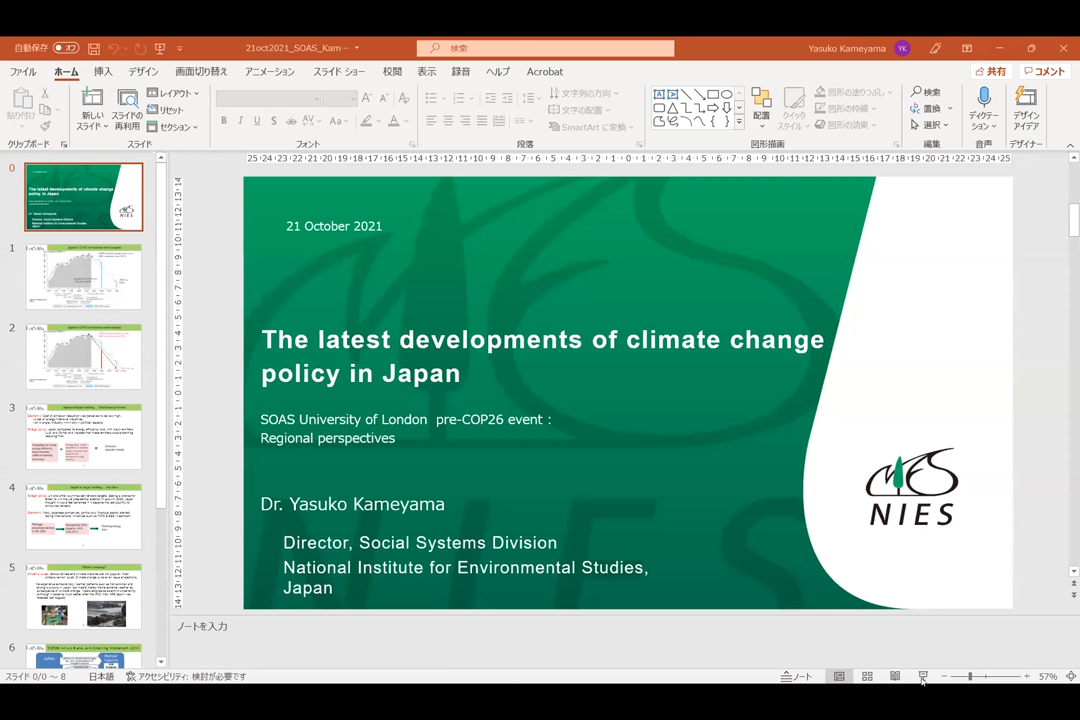 自動保存
オフ
21oct2021_SOAS_Kam…
検索
Yasuko Kameyama
YK
ファイル
ホーム
挿入
デザイン
画面切り替え
アニメーション
スライド ショー
校閲
表示
録音
ヘルプ
Acrobat
共有
コメント
貼り付け
新しい
スライド
スライドの
再利用
レイアウト
リセット
セクション
文字列の方向
文字の配置
SmartArt に変換
配置
クイック
スタイル
図形の塗りつぶし
図形の枠線
図形の効果
検索
置換
選択
ディクテー
ション
デザイン
アイデア
クリップボード
スライド
フォント
段落
図形描画
編集
音声
デザイナー
0
1
2
3
4
5
6
21 October 2021
The latest developments of climate change
policy in Japan
SOAS University of London pre-COP26 event :
Regional perspectives
Dr. Yasuko Kameyama
Director, Social Systems Division
National Institute for Environmental Studies,
Japan
NIES
ノートを入力
スライド 0/0 ～ 8
日本語
アクセシビリティ: 検討が必要です
ノート
57%